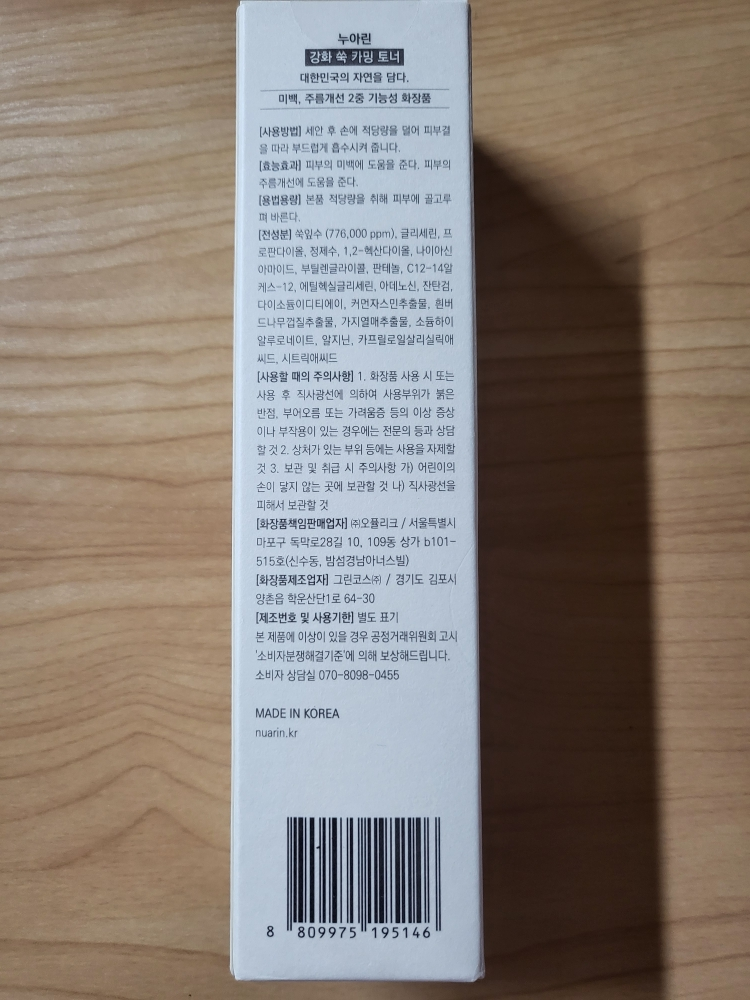 누아린
강화 쑥 카밍 토너
대한민국의 자연을 담다.
미백, 주름개선 2중 기능성 화장품
[사용방법] 세안 후 손에 적당량을 덜어 피부결
을 따라 부드럽게 흡수시켜 줍니다.
[효능효과] 피부의 미백에 도움을 준다. 피부의
주름개선에 도움을 준다.
[용법용량] 본품 적당량을 취해 피부에 골고루
펴 바른다.
[전성분] 쑥잎수 (776,000 ppm), 글리세린, 프
로판다이올, 정제수, 1,2-헥산다이올, 나이아신
아마이드, 부틸렌글라이콜, 판테놀, C12-14알
케스-12, 에틸헥실글리세린, 아데노신, 잔탄검,
다이소듐이디티에이, 커먼자스민추출물, 흰버
드나무껍질추출물, 가지열매추출물, 소듐하이
알루로네이트, 알지닌, 카프릴로일살리실릭애
씨드, 시트릭애씨드
[사용할 때의 주의사항] 1. 화장품 사용 시 또는
사용 후 직사광선에 의하여 사용부위가 붉은
반점, 부어오름 또는 가려움증 등의 이상 증상
이나 부작용이 있는 경우에는 전문의 등과 상담
할 것 2. 상처가 있는 부위 등에는 사용을 자제할
것 3. 보관 및 취급 시 주의사항 가) 어린이의
손이 닿지 않는 곳에 보관할 것 나) 직사광선을
피해서 보관할 것
[화장품책임판매업자] ㈜오퓰리크 / 서울특별시
마포구 독막로28길 10, 109동 상가 b101-
515호(신수동, 밤섬경남아너스빌)
[화장품제조업자] 그린코스㈜ / 경기도 김포시
양촌읍 학운산단1로 64-30
[제조번호 및 사용기한] 별도 표기
본 제품에 이상이 있을 경우 공정거래위원회 고시
'소비자분쟁해결기준'에 의해 보상해드립니다.
소비자 상담실 070-8098-0455
MADE IN KOREA
nuarin.kr
8 809975 195146